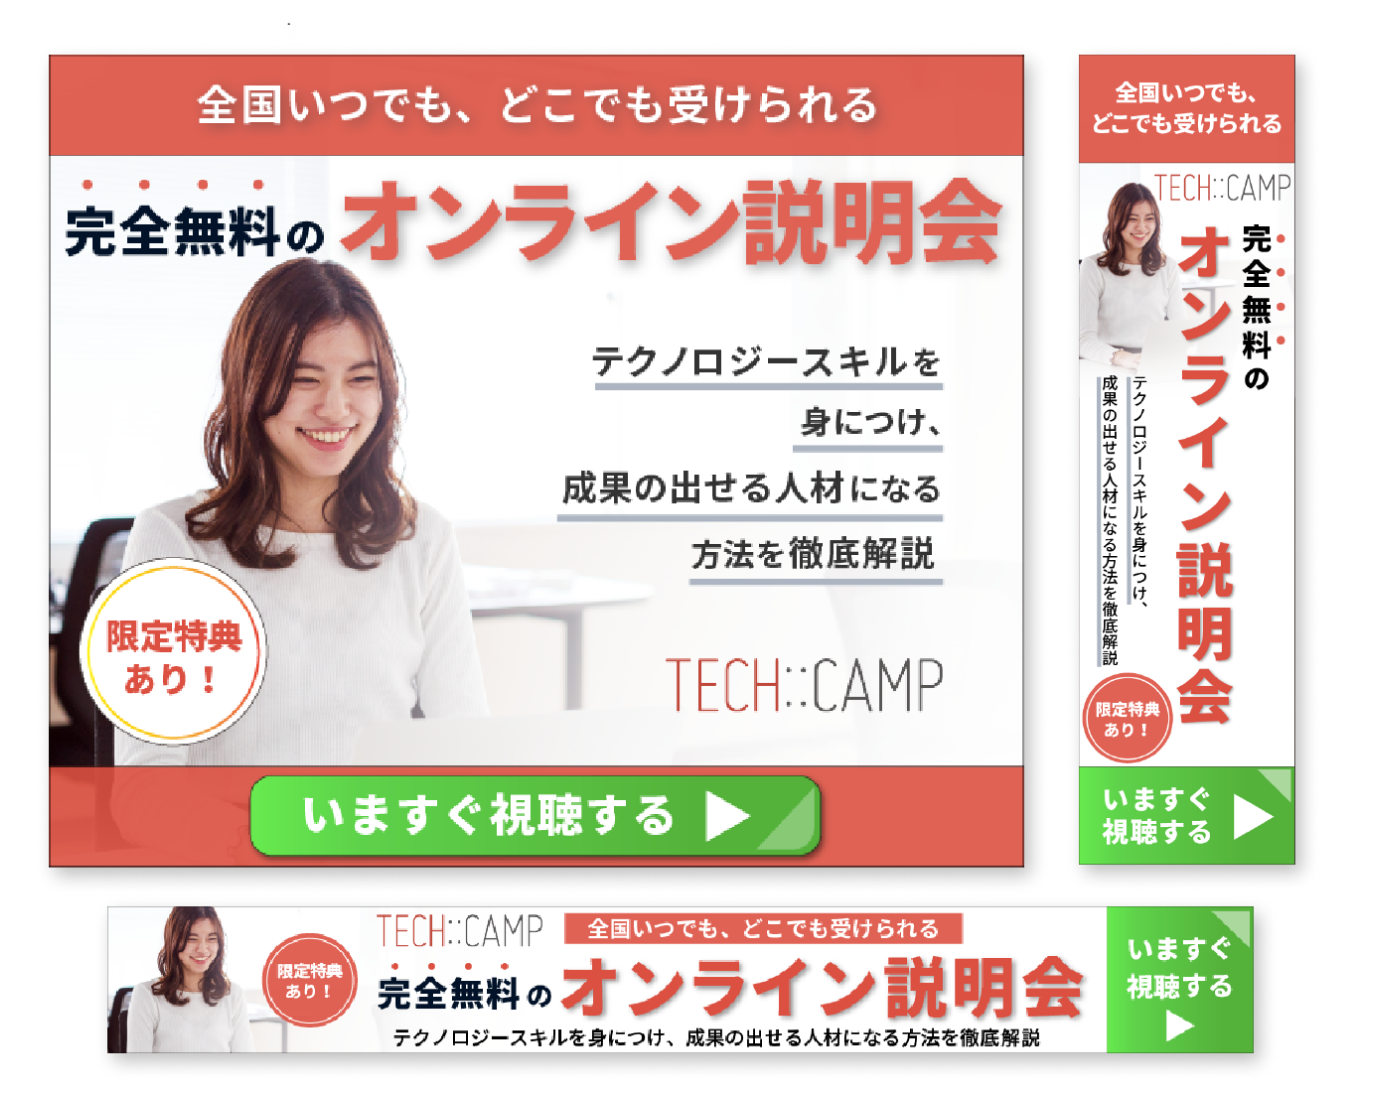 全国いつでも、どこでも受けられる
完全無料のオンライン説明会
テクノロジースキルを
身につけ、
成果の出せる人材になる
方法を徹底解説
限定特典
あり！
TECH::CAMP
いますぐ視聴する
全国いつでも、
どこでも受けられる
TECH::CAMP
完全無料の
オンライン説明会
テクノロジースキルを身につけ、
成果の出せる人材になる方法を徹底解説
限定特典
あり！
いますぐ
視聴する
限定特典
あり！
TECH::CAMP
全国いつでも、どこでも受けられる
完全無料のオンライン説明会
テクノロジースキルを身につけ、成果の出せる人材になる方法を徹底解説
いますぐ
視聴する